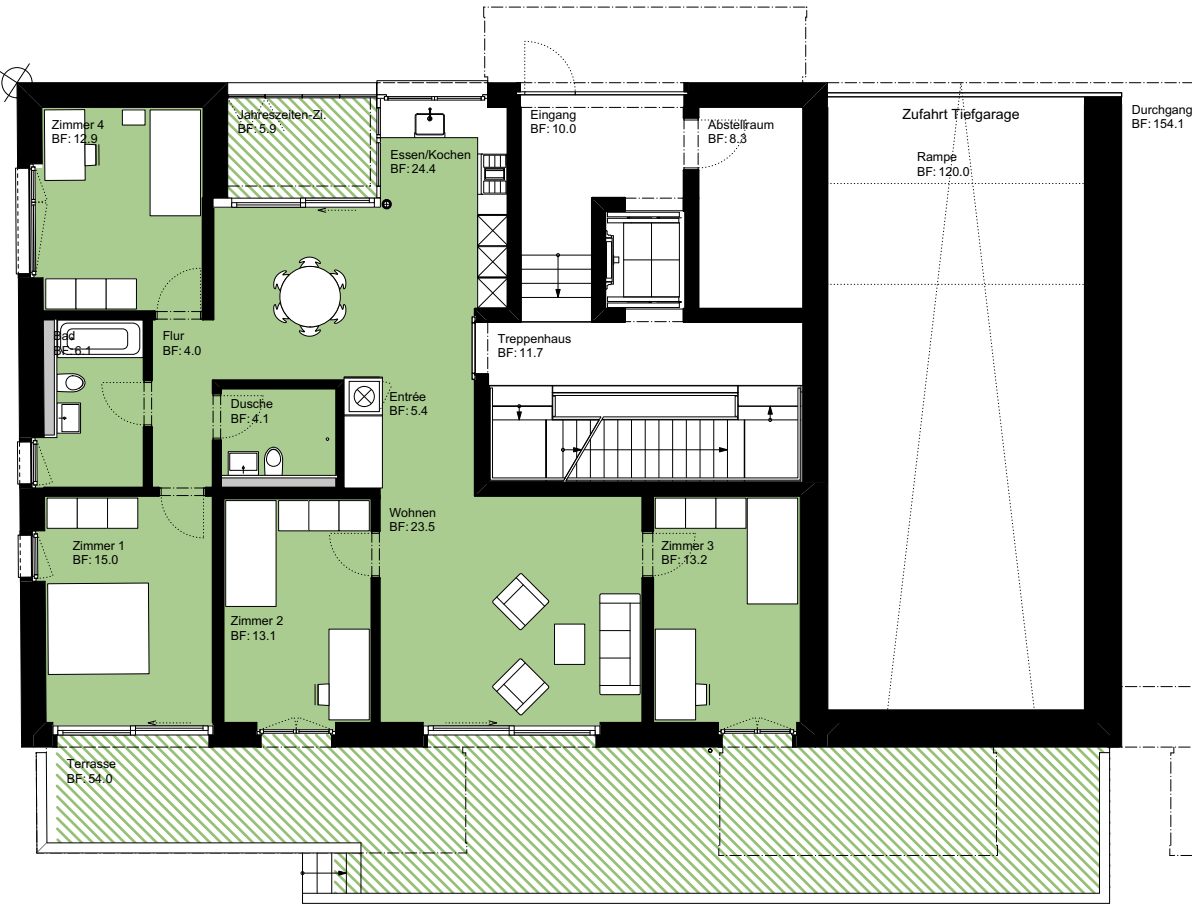 Zimmer 4
BF: 12.9
Jahreszeiten-Zi.
BF: 5.9
Essen/Kochen
BF: 24.4
Eingang
BF: 10.0
Abstellraum
BF: 8.3
Zufahrt Tiefgarage
Rampe
BF: 120.0
Durchgang
BF: 154.1
Bad
BF: 6.1
Flur
BF: 4.0
Treppenhaus
BF: 11.7
Dusche
BF: 4.1
Entrée
BF: 5.4
Wohnen
BF: 23.5
Zimmer 1
BF: 15.0
Zimmer 2
BF: 13.1
Zimmer 3
BF: 13.2
Terrasse
BF: 54.0